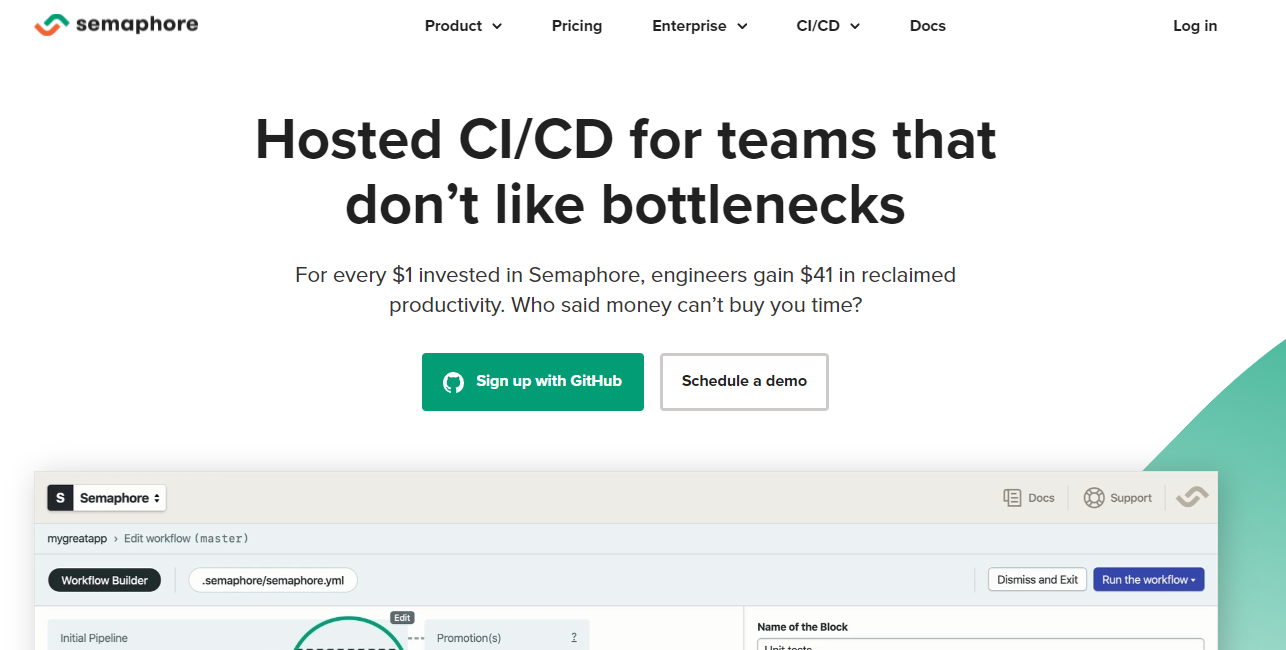 semaphore
Product
Pricing
Enterprise
CI/CD
Docs
Log in
Hosted CI/CD for teams that
don’t like bottlenecks
For every $1 invested in Semaphore, engineers gain $41 in reclaimed
productivity. Who said money can’t buy you time?
Sign up with GitHub
Schedule a demo
S Semaphore
Docs
Support
mygreatapp › Edit workflow (master)
Workflow Builder
.semaphore/semaphore.yml
Dismiss and Exit
Run the workflow
Edit
Initial Pipeline
Promotion(s)
?
Name of the Block
Unit tests